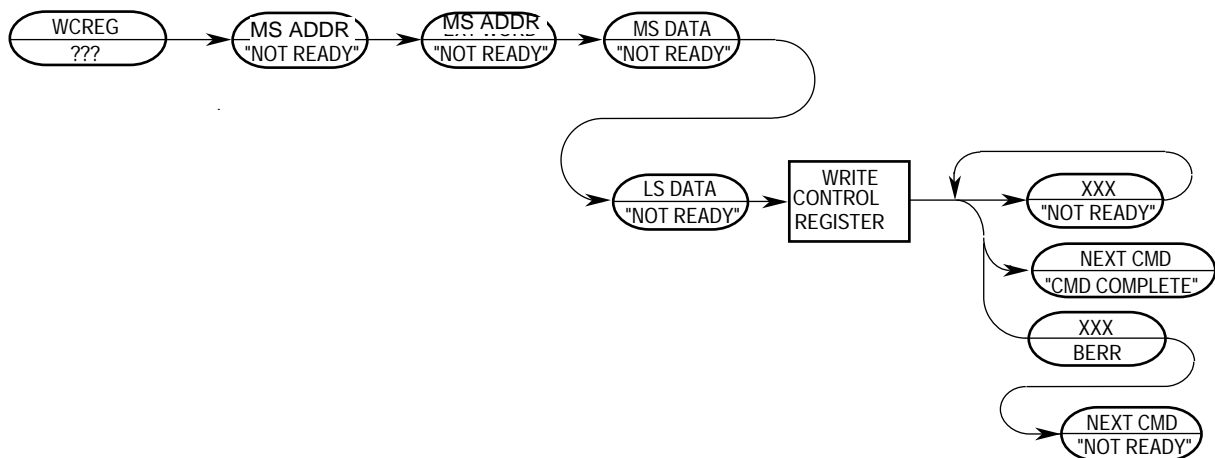 WCREG
???
MS ADDR
"NOT READY"
MS ADDR
"NOT READY"
MS DATA
"NOT READY"
LS DATA
"NOT READY"
WRITE
CONTROL
REGISTER
XXX
"NOT READY"
NEXT CMD
"CMD COMPLETE"
XXX
BERR
NEXT CMD
"NOT READY"